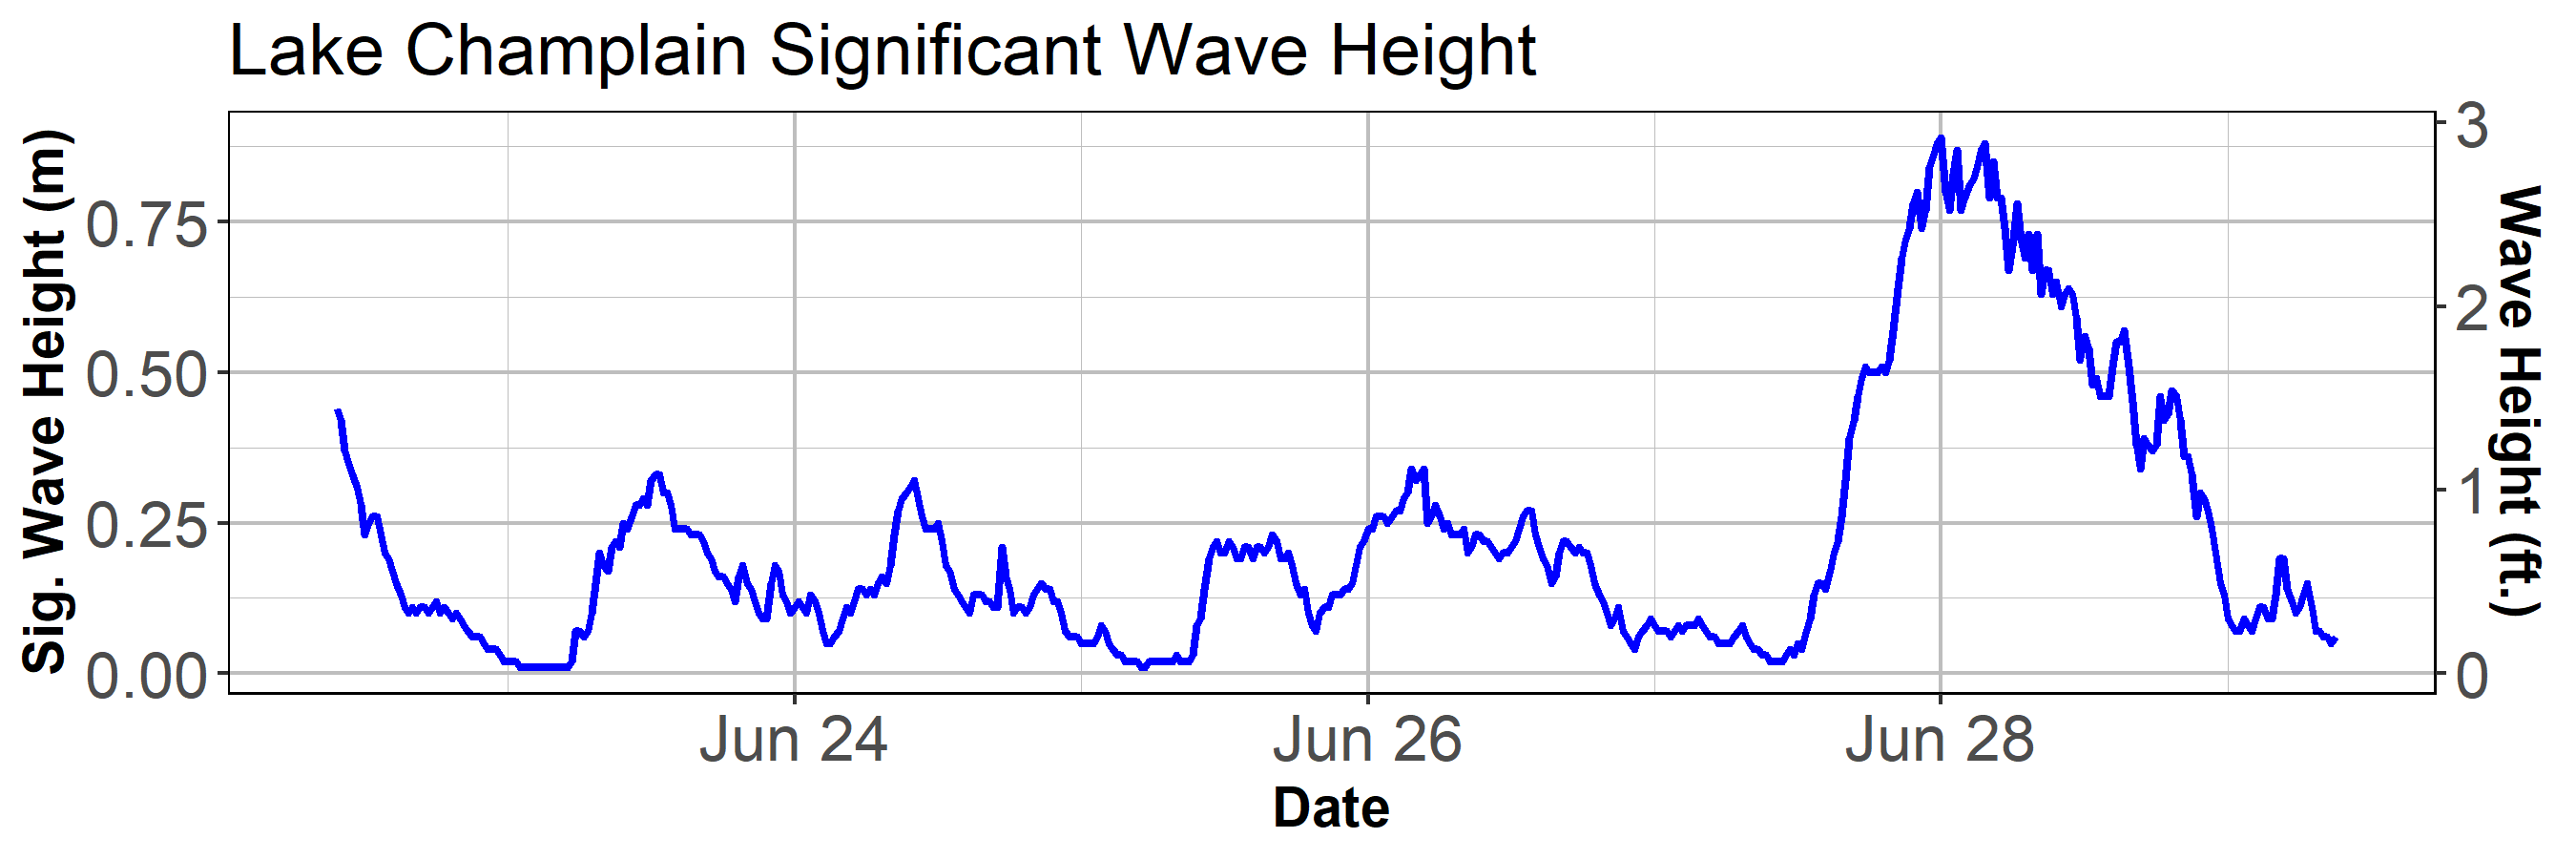 Lake Champlain Significant Wave Height
Sig. Wave Height (m)
0.75
0.50
0.25
0.00
3
2
1
0
Wave Height (ft.)
Jun 24
Jun 26
Jun 28
Date